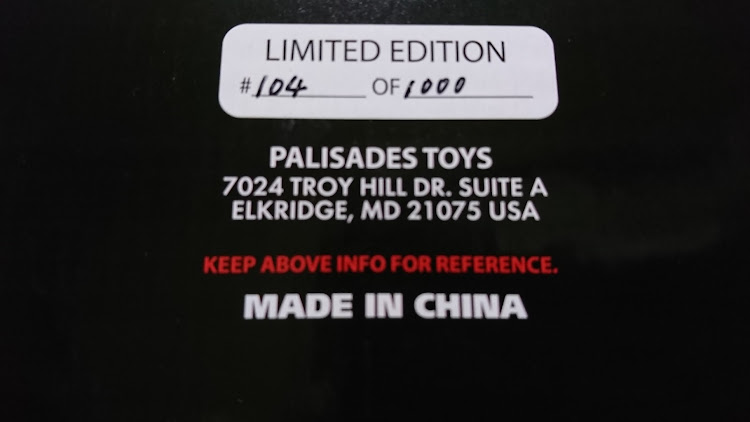 LIMITED EDITION
#104 OF 1000
PALISADES TOYS
7024 TROY HILL DR. SUITE A
ELKRIDGE, MD 21075 USA
KEEP ABOVE INFO FOR REFERENCE.
MADE IN CHINA